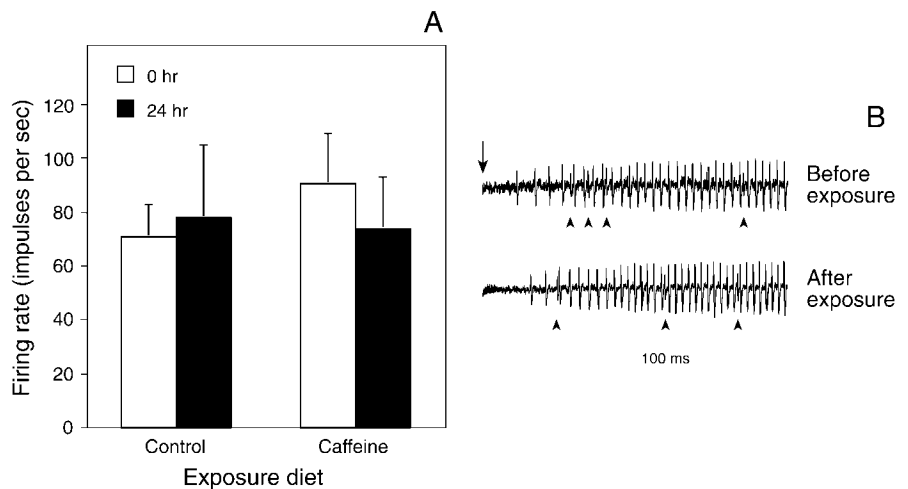 A
0 hr
24 hr
Firing rate (impulses per sec)
120
100
80
60
40
20
0
Control
Caffeine
Exposure diet
B
Before
exposure
After
exposure
100 ms